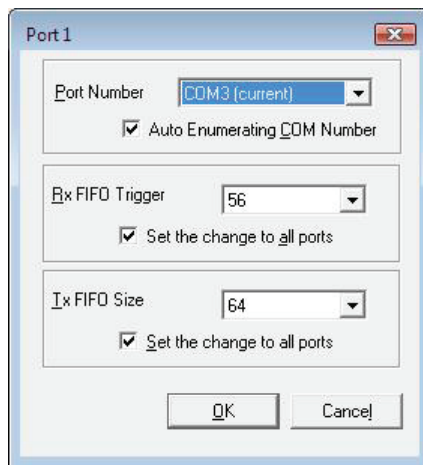 Port 1
Port Number COM3 (current)
Auto Enumerating COM Number
Rx FIFO Trigger 56
Set the change to all ports
Tx FIFO Size 64
Set the change to all ports
OK Cancel